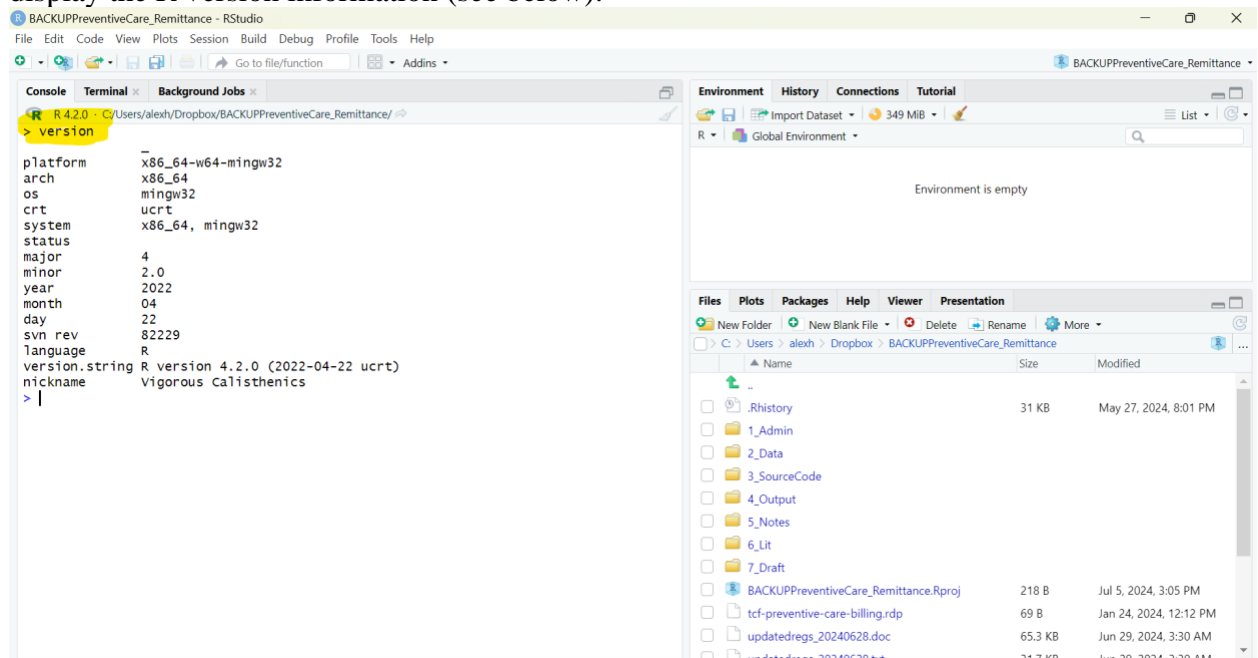 display the R version information (see below).
BACKUPPreventiveCare_Remittance - RStudio
File Edit Code View Plots Session Build Debug Profile Tools Help
Go to file/function Addins
BACKUPPreventiveCare_Remittance
Console Terminal Background Jobs
R 4.2.0 · C:/Users/alexh/Dropbox/BACKUPPreventiveCare_Remittance/
> version
_
platform x86_64-w64-mingw32
arch x86_64
os mingw32
crt ucrt
system x86_64, mingw32
status
major 4
minor 2.0
year 2022
month 04
day 22
svn rev 82229
language R
version.string R version 4.2.0 (2022-04-22 ucrt)
nickname Vigorous Calisthenics
>
Environment History Connections Tutorial
Import Dataset 349 MiB List
R Global Environment
Environment is empty
Files Plots Packages Help Viewer Presentation
New Folder New Blank File Delete Rename More
C: > Users > alexh > Dropbox > BACKUPPreventiveCare_Remittance ...
Name Size Modified
..
.Rhistory 31 KB May 27, 2024, 8:01 PM
1_Admin
2_Data
3_SourceCode
4_Output
5_Notes
6_Lit
7_Draft
BACKUPPreventiveCare_Remittance.Rproj 218 B Jul 5, 2024, 3:05 PM
tcf-preventive-care-billing.rdp 69 B Jan 24, 2024, 12:12 PM
updatedregs_20240628.doc 65.3 KB Jun 29, 2024, 3:30 AM